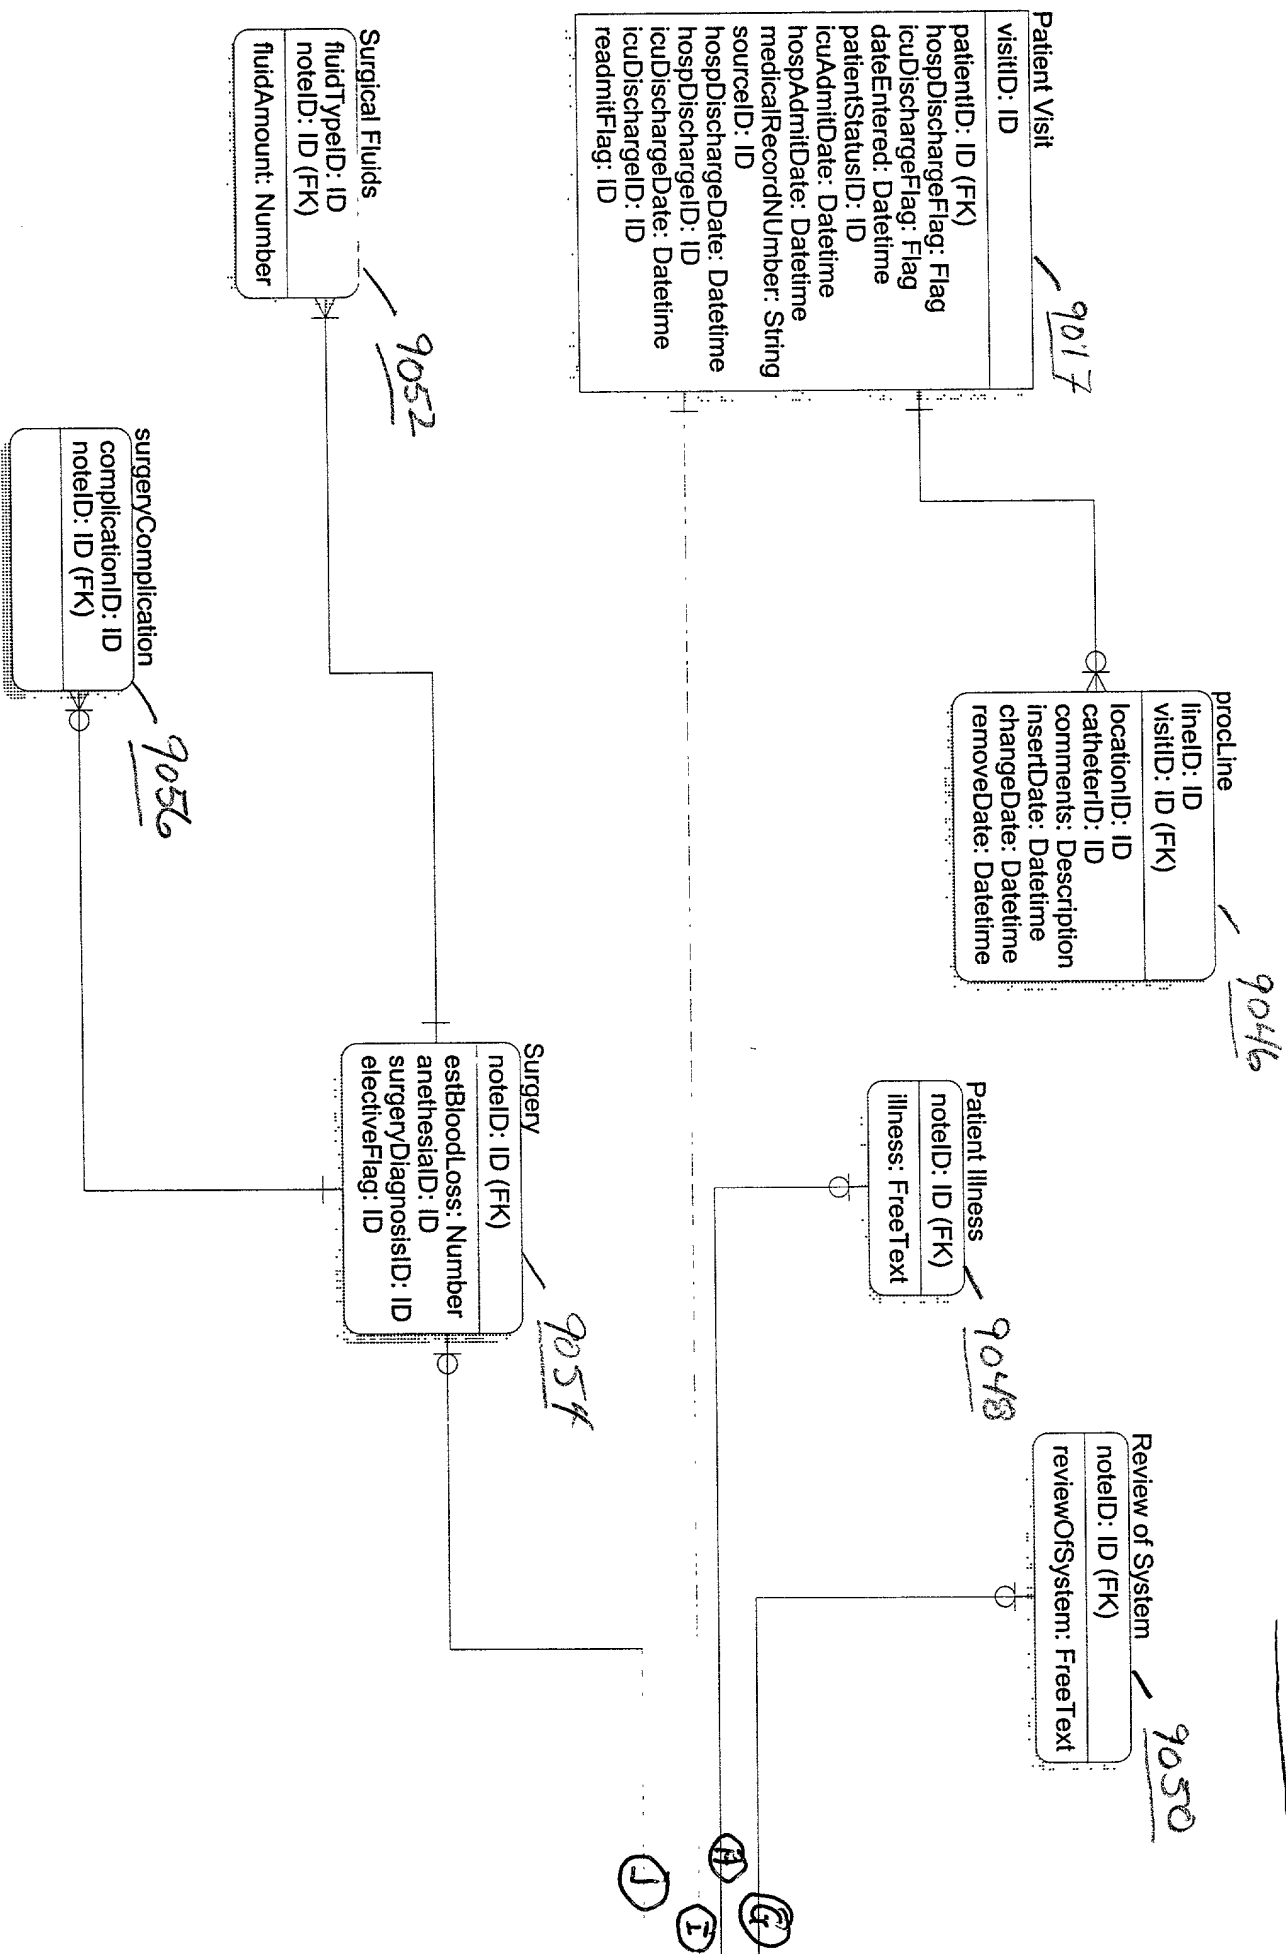 Patient Visit
visitID: ID
patientID: ID (FK)
hospDischargeFlag: Flag
icuDischargeFlag: Flag
dateEntered: Datetime
patientStatusID: ID
icuAdmitDate: Datetime
hospAdmitDate: Datetime
medicalRecordNUmber: String
sourceID: ID
hospDischargeDate: Datetime
hospDischargeID: ID
icuDischargeDate: Datetime
icuDischargeID: ID
readmitFlag: ID
9017
procLine
lineID: ID
visitID: ID (FK)
locationID: ID
catheterID: ID
comments: Description
insertDate: Datetime
changeDate: Datetime
removeDate: Datetime
9046
Patient Illness
noteID: ID (FK)
illness: FreeText
9048
Review of System
noteID: ID (FK)
reviewOfSystem: FreeText
9050
Surgical Fluids
fluidTypeID: ID
noteID: ID (FK)
fluidAmount: Number
9052
surgeryComplication
complicationID: ID
noteID: ID (FK)
9056
Surgery
noteID: ID (FK)
estBloodLoss: Number
anethesiaID: ID
surgeryDiagnosisID: ID
electiveFlag: ID
9054
G
H
I
J